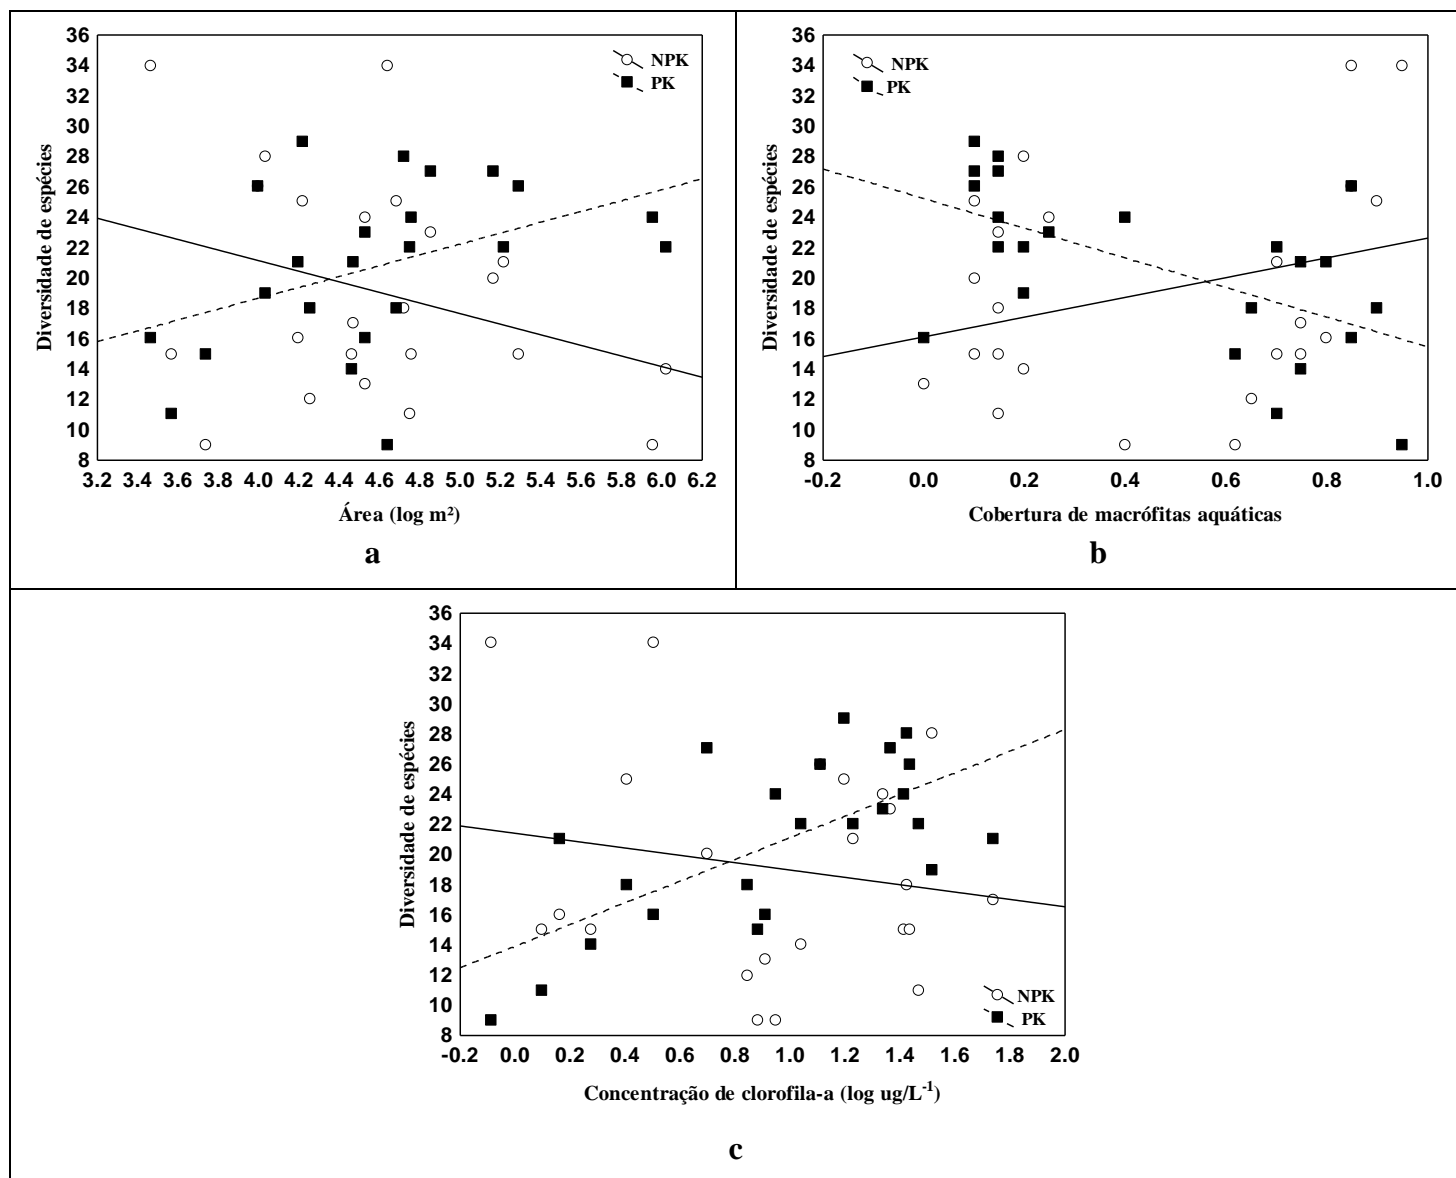 36
34
32
30
28
26
24
22
20
18
16
14
12
10
8
Diversidade de espécies
NPK
PK
3.2 3.4 3.6 3.8 4.0 4.2 4.4 4.6 4.8 5.0 5.2 5.4 5.6 5.8 6.0 6.2
Área (log m²)
a
36
34
32
30
28
26
24
22
20
18
16
14
12
10
8
Diversidade de espécies
NPK
PK
-0.2 0.0 0.2 0.4 0.6 0.8 1.0
Cobertura de macrófitas aquáticas
b
36
34
32
30
28
26
24
22
20
18
16
14
12
10
8
Diversidade de espécies
NPK
PK
-0.2 0.0 0.2 0.4 0.6 0.8 1.0 1.2 1.4 1.6 1.8 2.0
Concentração de clorofila-a (log ug/L⁻¹)
c